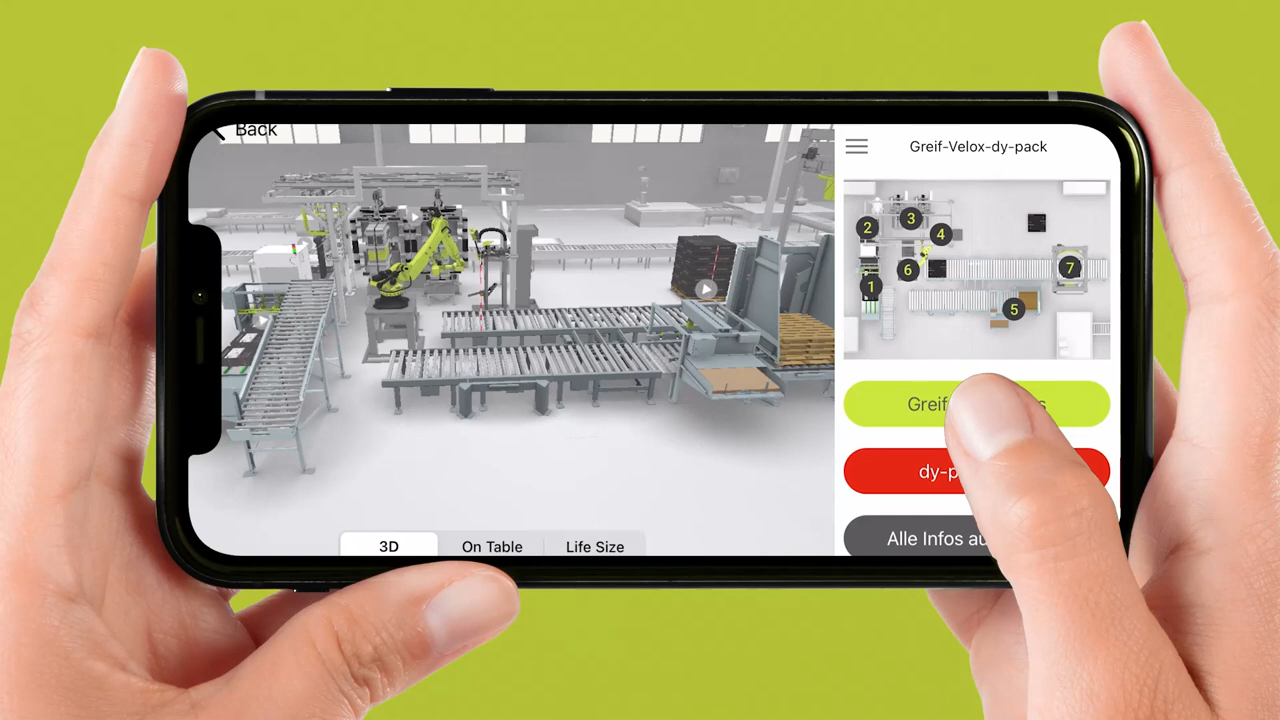 Back
3D
On Table
Life Size
Greif-Velox-dy-pack
2
3
4
6
7
1
5
Greif
dy-p
Alle Infos au